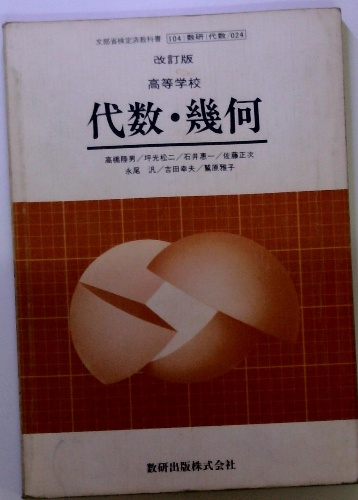 文部省検定済教科書 104 数研 代数 024
改訂版
高等学校
代数・幾何
高橋陸男／坪光松二／石井惠一／佐藤正次
永尾 汎／吉田幸夫／鷲原雅子
数研出版株式会社